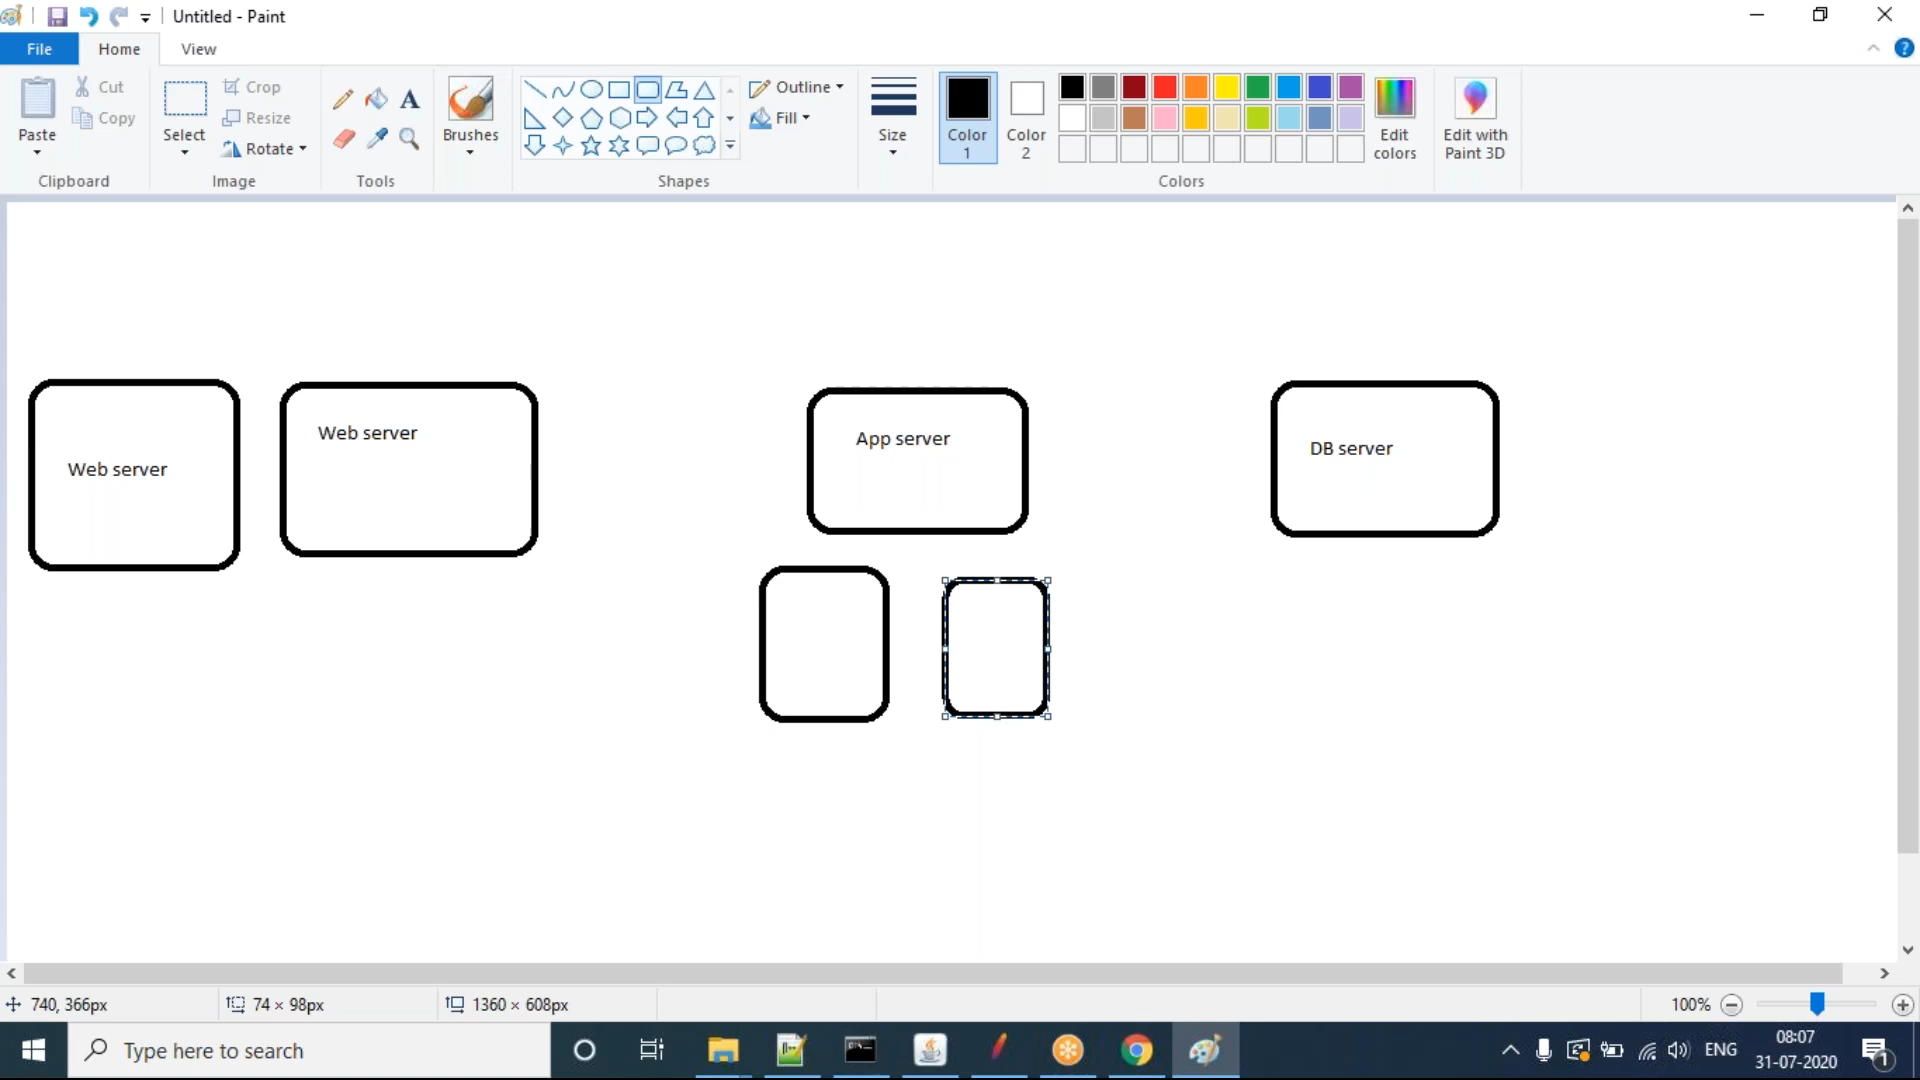 Untitled - Paint
File
Home
View
Paste
Cut
Copy
Clipboard
Select
Crop
Resize
Rotate
Image
A
Tools
Brushes
Shapes
Outline
Fill
Size
Color
1
Color
2
Edit
colors
Colors
Edit with
Paint 3D
?
Web server
Web server
App server
DB server
740, 366px
74 × 98px
1360 × 608px
100%
Type here to search
ENG
08:07
31-07-2020
1